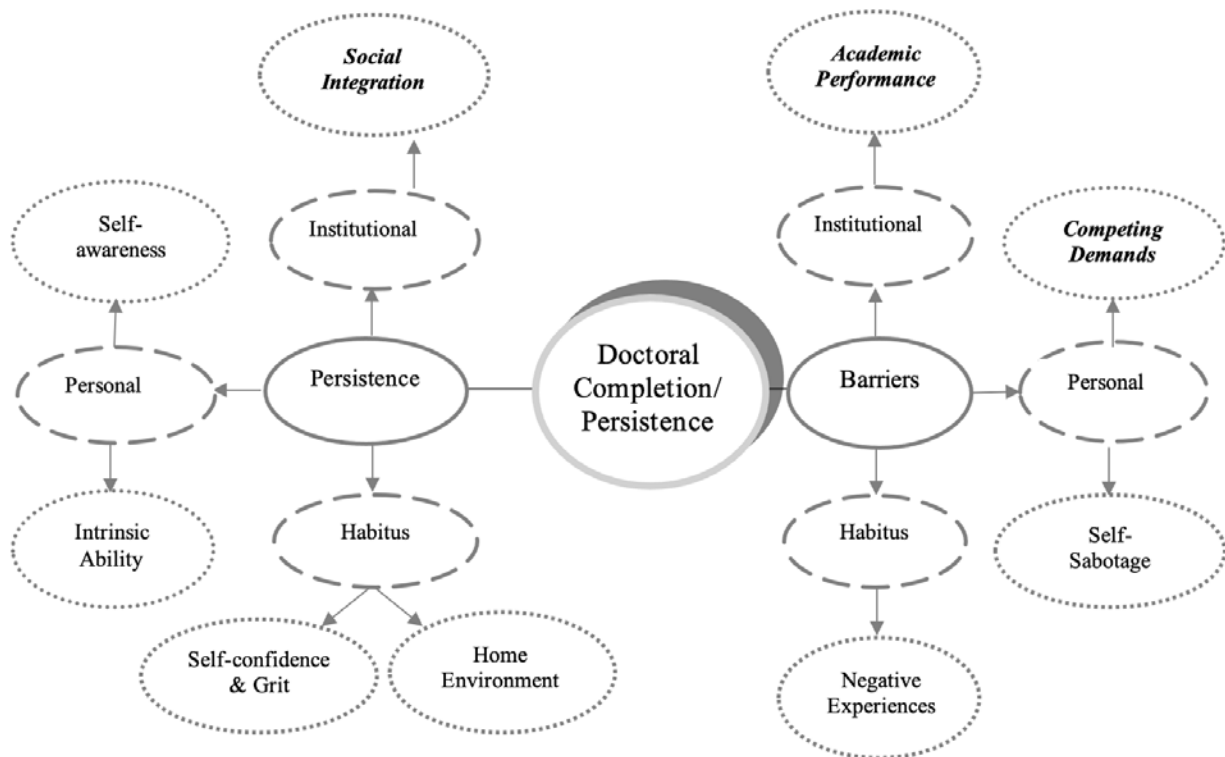 Social
Integration
Academic
Performance
Self-
awareness
Institutional
Institutional
Competing
Demands
Personal
Persistence
Doctoral
Completion/
Persistence
Barriers
Personal
Intrinsic
Ability
Habitus
Habitus
Self-
Sabotage
Self-confidence
& Grit
Home
Environment
Negative
Experiences